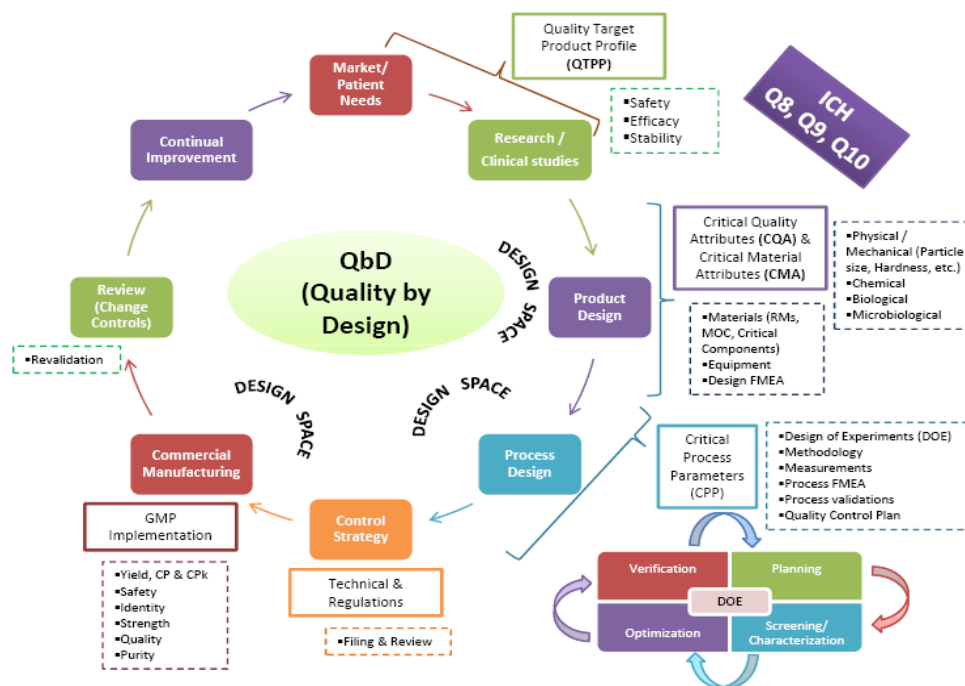 Market/
Patient
Needs
Quality Target
Product Profile
(QTPP)
▪Safety
▪Efficacy
▪Stability
ICH
Q8, Q9, Q10
Continual
Improvement
Research /
Clinical studies
QbD
(Quality by
Design)
DESIGN SPACE
Product
Design
Critical Quality
Attributes (CQA) &
Critical Material
Attributes (CMA)
▪Physical /
Mechanical (Particle
size, Hardness, etc.)
▪Chemical
▪Biological
▪Microbiological
▪Materials (RMs,
MOC, Critical
Components)
▪Equipment
▪Design FMEA
Review
(Change
Controls)
▪Revalidation
DESIGN SPACE
DESIGN SPACE
Commercial
Manufacturing
Process
Design
Critical
Process
Parameters
(CPP)
▪Design of Experiments (DOE)
▪Methodology
▪Measurements
▪Process FMEA
▪Process validations
▪Quality Control Plan
GMP
Implementation
▪Yield, CP & CPk
▪Safety
▪Identity
▪Strength
▪Quality
▪Purity
Control
Strategy
Technical &
Regulations
▪Filing & Review
Verification
Planning
DOE
Optimization
Screening/
Characterization